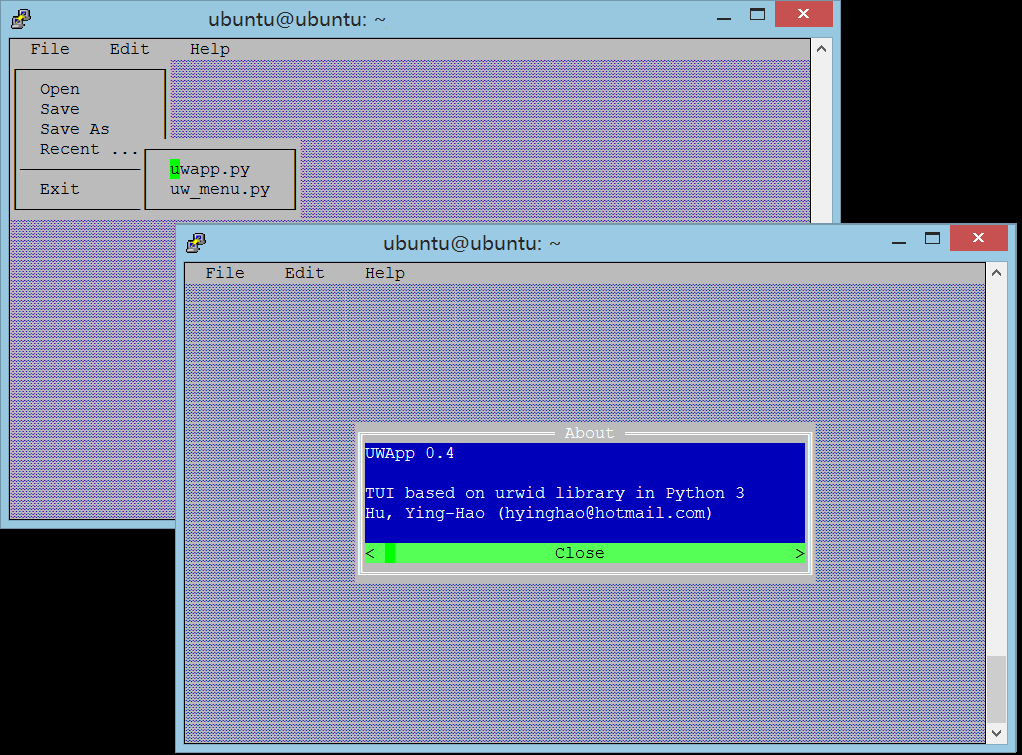 ubuntu@ubuntu: ~
File Edit Help
Open
Save
Save As
Recent ...
uwapp.py
uw_menu.py
Exit
ubuntu@ubuntu: ~
File Edit Help
About
UWApp 0.4
TUI based on urwid library in Python 3
Hu, Ying-Hao (hyinghao@hotmail.com)
< Close >